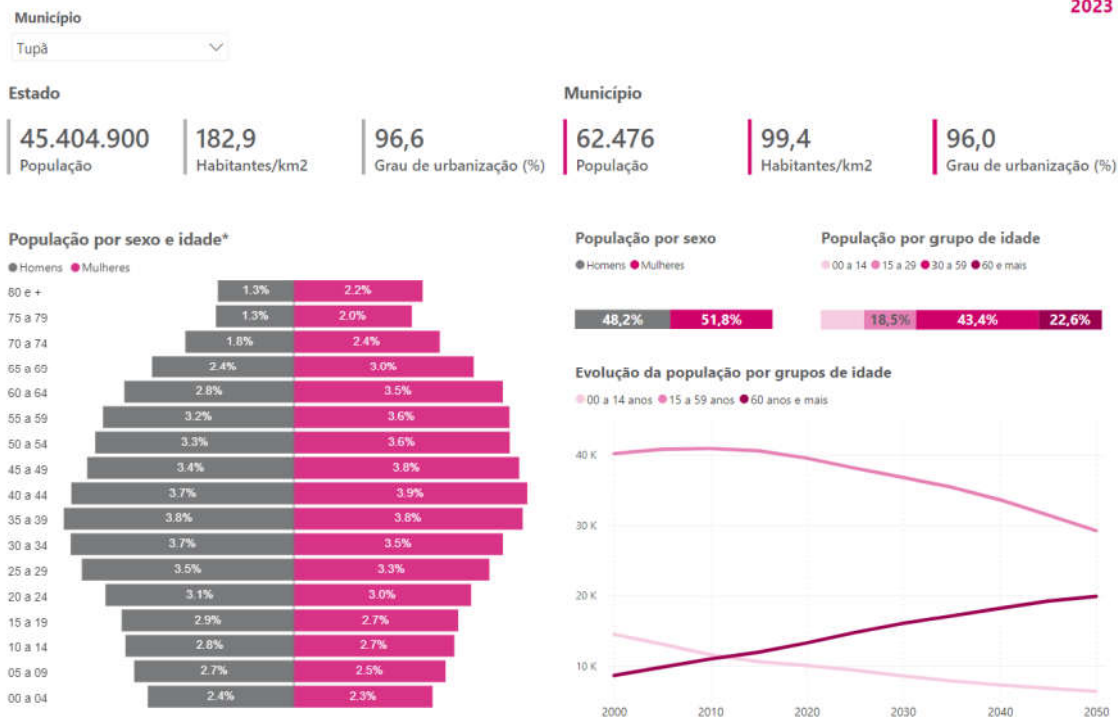 2023
Município
Tupã
Estado
45.404.900
População
182,9
Habitantes/km2
96,6
Grau de urbanização (%)
Município
62.476
População
99,4
Habitantes/km2
96,0
Grau de urbanização (%)
População por sexo e idade*
Homens Mulheres
80 e + 1.3% 2.2%
75 a 79 1.3% 2.0%
70 a 74 1.8% 2.4%
65 a 69 2.4% 3.0%
60 a 64 2.8% 3.5%
55 a 59 3.2% 3.6%
50 a 54 3.3% 3.6%
45 a 49 3.4% 3.8%
40 a 44 3.7% 3.9%
35 a 39 3.8% 3.8%
30 a 34 3.7% 3.5%
25 a 29 3.5% 3.3%
20 a 24 3.1% 3.0%
15 a 19 2.9% 2.7%
10 a 14 2.8% 2.7%
05 a 09 2.7% 2.5%
00 a 04 2.4% 2.3%
População por sexo
Homens Mulheres
48,2% 51,8%
População por grupo de idade
00 a 14 15 a 29 30 a 59 60 e mais
18,5% 43,4% 22,6%
Evolução da população por grupos de idade
00 a 14 anos 15 a 59 anos 60 anos e mais
40 K
30 K
20 K
10 K
2000 2010 2020 2030 2040 2050